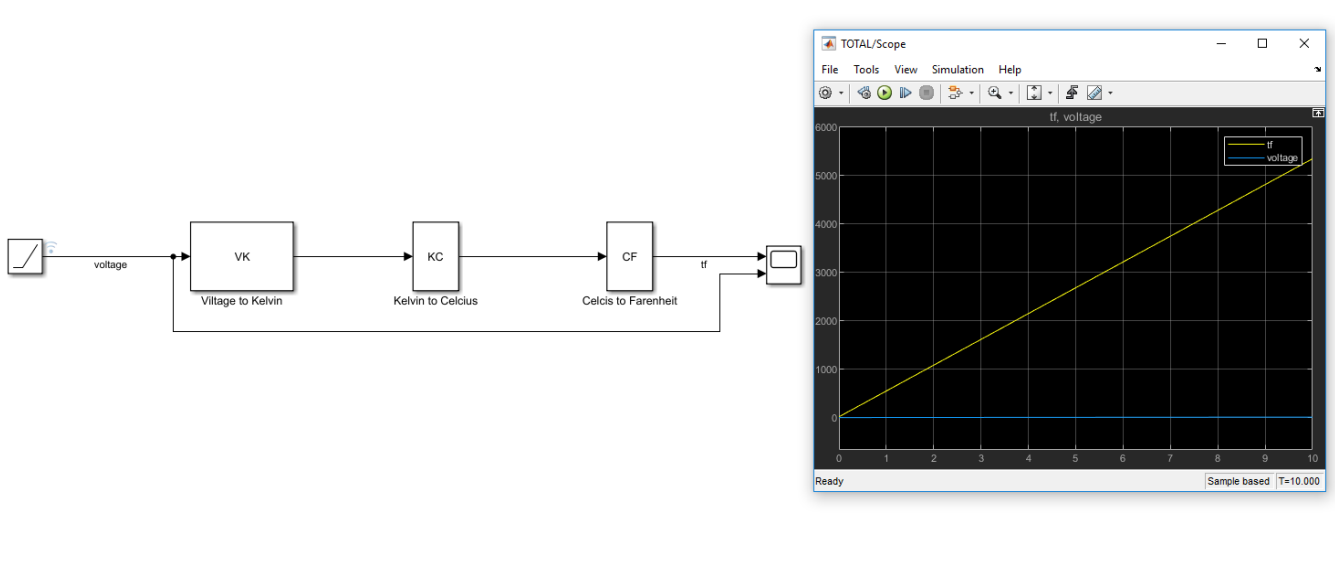 TOTAL/Scope
File Tools View Simulation Help
tf, voltage
tf
voltage
6000
5000
4000
3000
2000
1000
0
0 1 2 3 4 5 6 7 8 9 10
Ready
Sample based T=10.000
voltage
VK
Viltage to Kelvin
KC
Kelvin to Celcius
CF
Celcis to Farenheit
tf